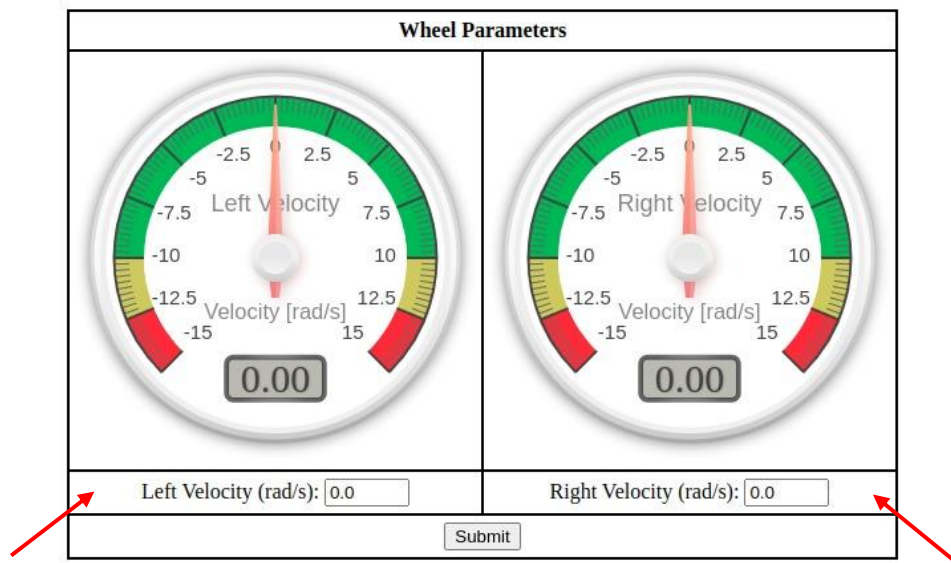 Wheel Parameters
-2.5 0 2.5
-5 5
Left Velocity
-7.5 7.5
-10 10
-12.5 12.5
Velocity [rad/s]
-15 15
0.00
-2.5 0 2.5
-5 5
Right Velocity
-7.5 7.5
-10 10
-12.5 12.5
Velocity [rad/s]
-15 15
0.00
Left Velocity (rad/s): 0.0
Right Velocity (rad/s): 0.0
Submit